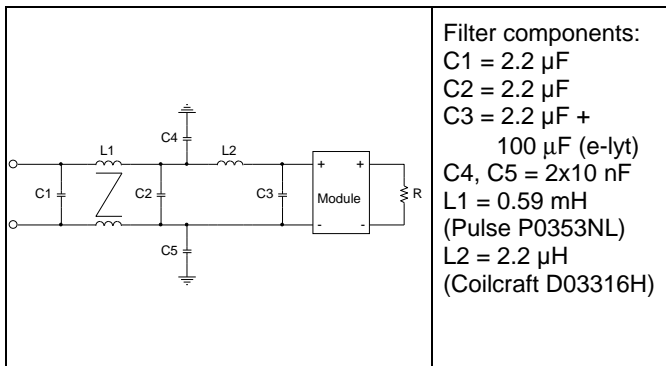 Filter components:
C1 = 2.2 µF
C2 = 2.2 µF
C3 = 2.2 µF +
100 µF (e-lyt)
C4, C5 = 2x10 nF
L1 = 0.59 mH
(Pulse P0353NL)
L2 = 2.2 µH
(Coilcraft D03316H)
C4
L1
L2
+ +
C1
C2
C3
Module
R
- -
C5